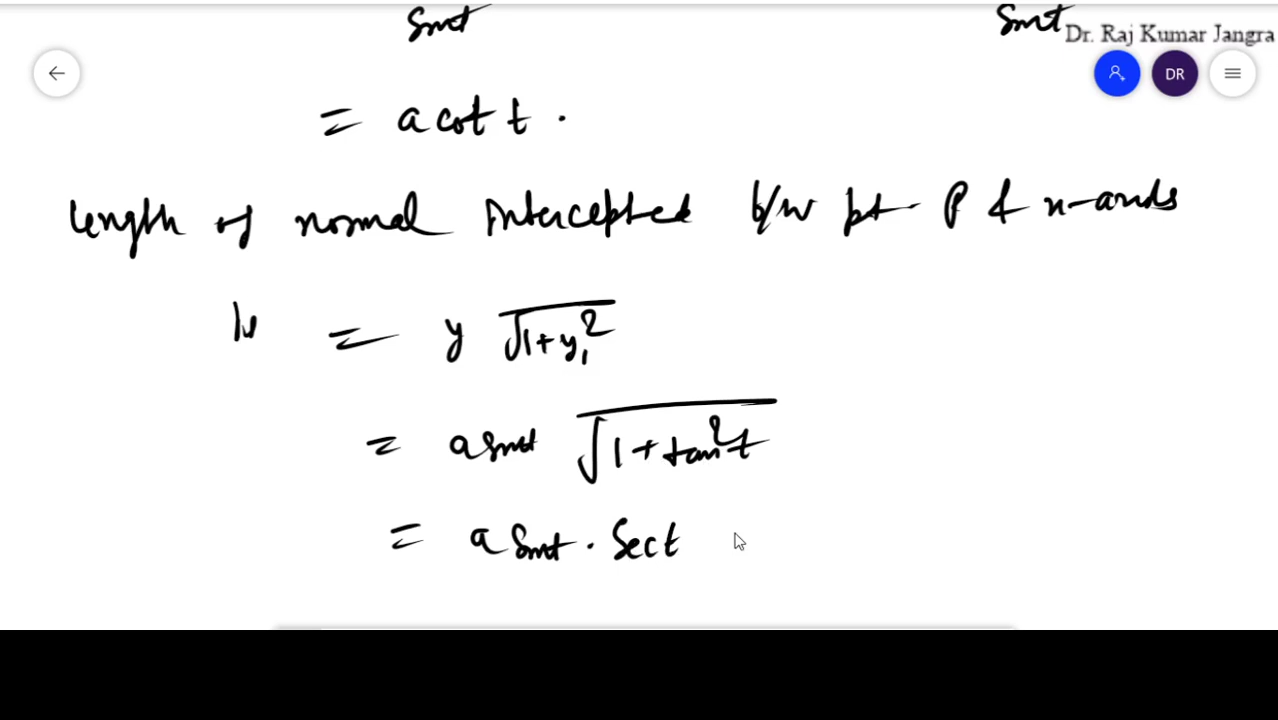 sint sint
Dr. Raj Kumar Jangra
DR
= a cot t .
Length of normal intercepted b/w pt. P & x-axis
is = y √1+y₁²
= a sint √1+tan²t
= a sint . Sect